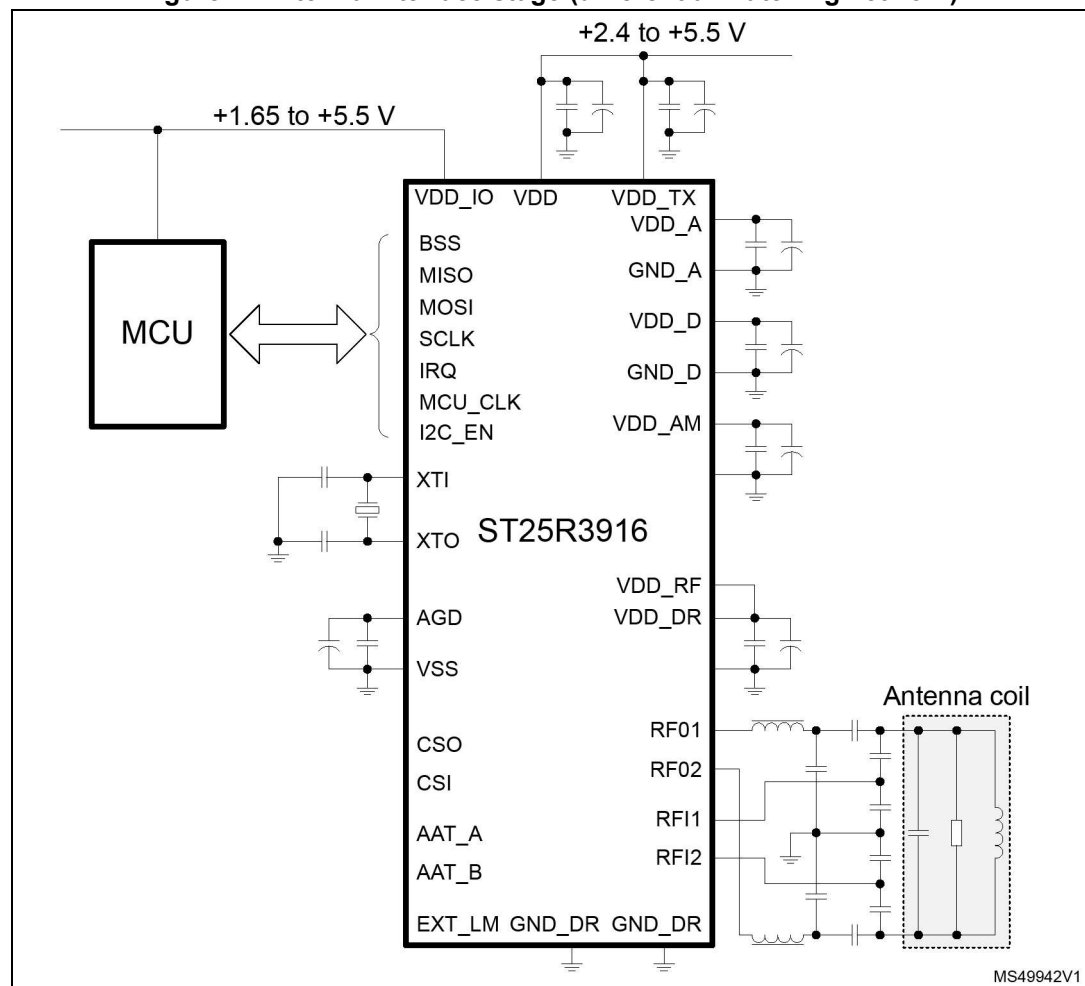 +2.4 to +5.5 V
+1.65 to +5.5 V
VDD_IO VDD VDD_TX
VDD_A
BSS
GND_A
MISO
MOSI
VDD_D
MCU
SCLK
IRQ
GND_D
MCU_CLK
VDD_AM
I2C_EN
XTI
ST25R3916
XTO
VDD_RF
AGD
VDD_DR
VSS
Antenna coil
RF01
CSO
RF02
CSI
RFI1
AAT_A
RFI2
AAT_B
EXT_LM GND_DR GND_DR
MS49942V1